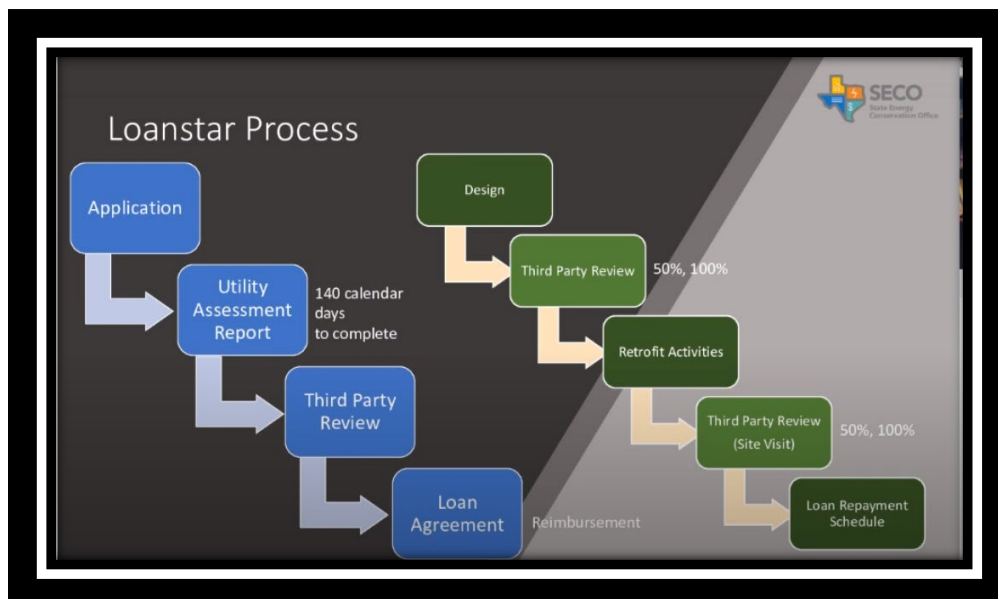 SECO
State Energy
Conservation Office
Loanstar Process
Application
Utility
Assessment
Report
140 calendar
days
to complete
Third Party
Review
Loan
Agreement
Reimbursement
Design
Third Party Review
50%, 100%
Retrofit Activities
Third Party Review
(Site Visit)
50%, 100%
Loan Repayment
Schedule